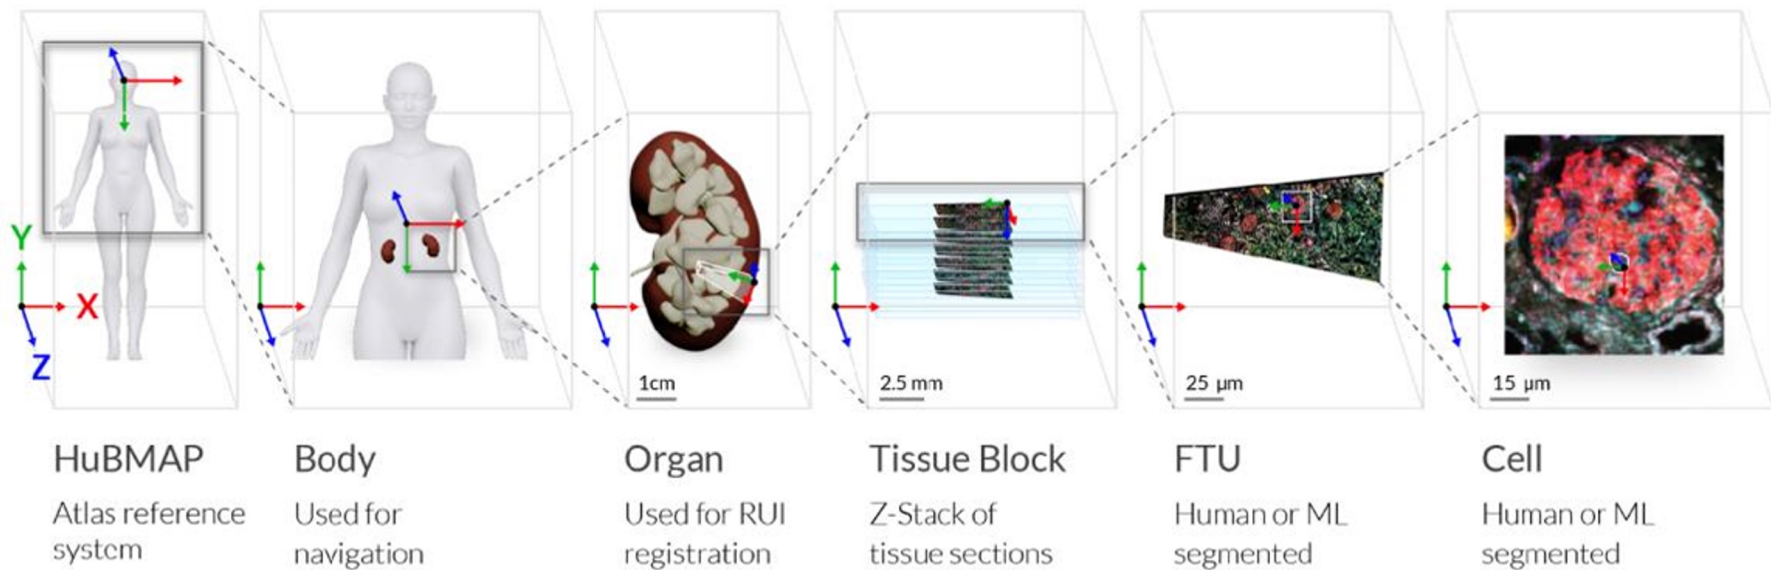 Y
X
Z
1cm
2.5 mm
25 µm
15 µm
HuBMAP
Atlas reference
system
Body
Used for
navigation
Organ
Used for RUI
registration
Tissue Block
Z-Stack of
tissue sections
FTU
Human or ML
segmented
Cell
Human or ML
segmented